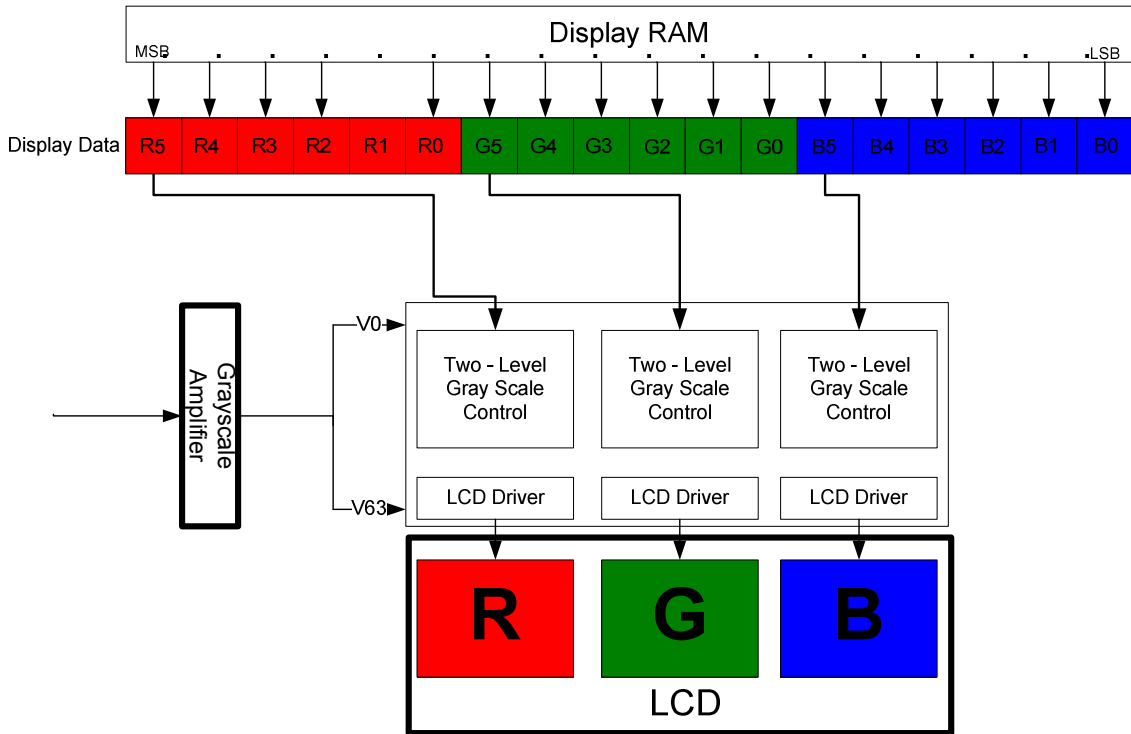 Display RAM
MSB
LSB
Display Data
R5 R4 R3 R2 R1 R0 G5 G4 G3 G2 G1 G0 B5 B4 B3 B2 B1 B0
V0
Grayscale
Amplifier
Two - Level
Gray Scale
Control
Two - Level
Gray Scale
Control
Two - Level
Gray Scale
Control
V63
LCD Driver
LCD Driver
LCD Driver
R
G
B
LCD